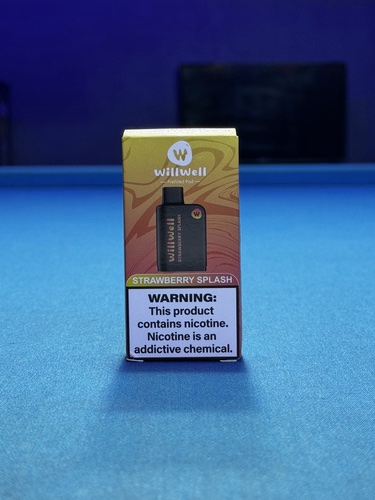 W
willwell
WillWell
STRAWBERRY SPLASH
W
STRAWBERRY SPLASH
WARNING:
This product
contains nicotine.
Nicotine is an
addictive chemical.